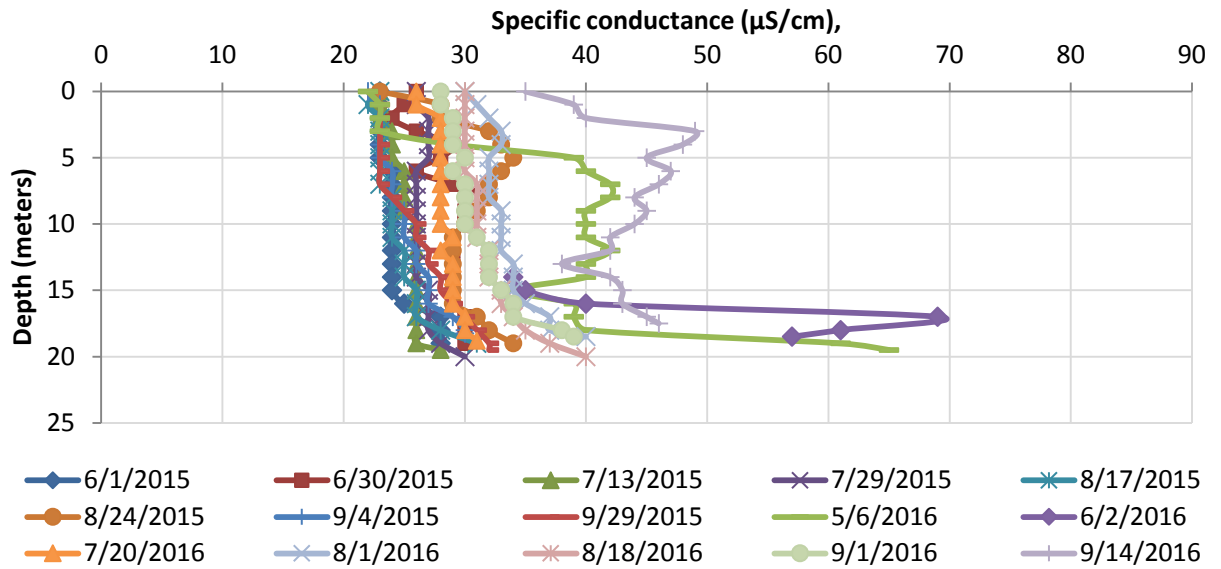 Specific conductance (µS/cm),
0 10 20 30 40 50 60 70 80 90
0
5
10
15
20
25
Depth (meters)
6/1/2015 6/30/2015 7/13/2015 7/29/2015 8/17/2015
8/24/2015 9/4/2015 9/29/2015 5/6/2016 6/2/2016
7/20/2016 8/1/2016 8/18/2016 9/1/2016 9/14/2016